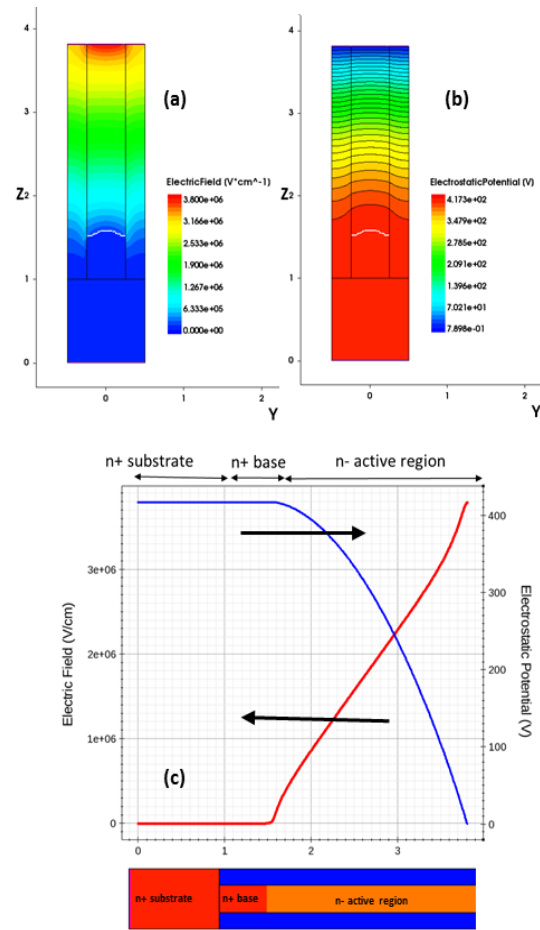 4
3
Z
2
1
0
(a)
ElectricField (V*cm^-1)
3.800e+06
3.166e+06
2.533e+06
1.900e+06
1.267e+06
6.333e+05
0.000e+00
0 1 2
Y
4
3
Z
2
1
0
(b)
ElectrostaticPotential (V)
4.173e+02
3.479e+02
2.785e+02
2.091e+02
1.396e+02
7.021e+01
7.898e-01
0 1 2
Y
n+ substrate n+ base n- active region
Electric Field (V/cm)
3e+06
2e+06
1e+06
0
400
300
200
100
0
Electrostatic Potential (V)
(c)
0 1 2 3
n+ substrate n+ base n- active region